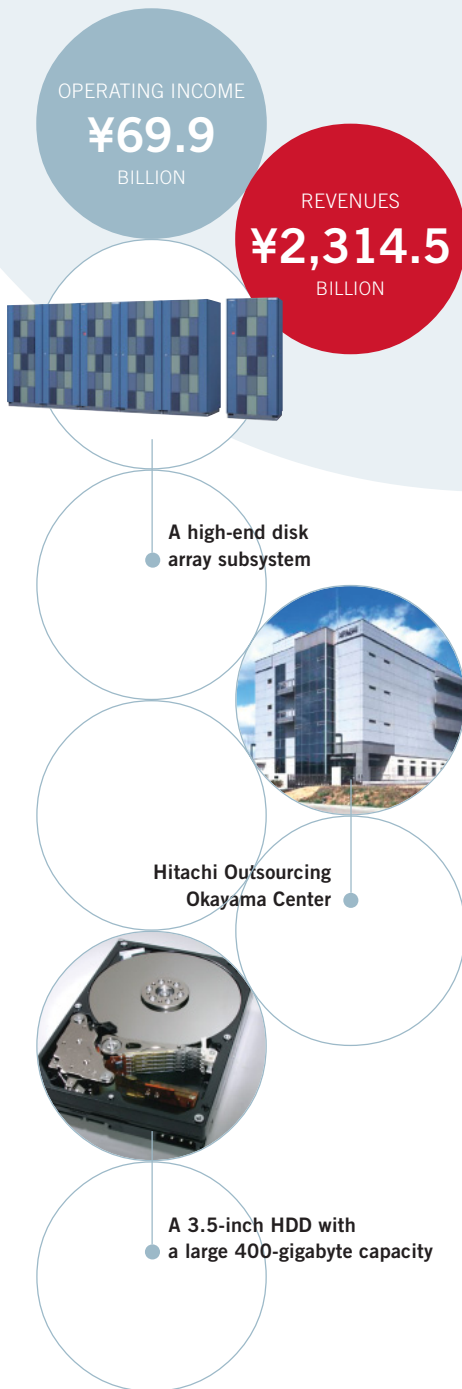 OPERATING INCOME
¥69.9
BILLION
REVENUES
¥2,314.5
BILLION
A high-end disk
array subsystem
HITACHI
Hitachi Outsourcing
Okayama Center
A 3.5-inch HDD with
a large 400-gigabyte capacity